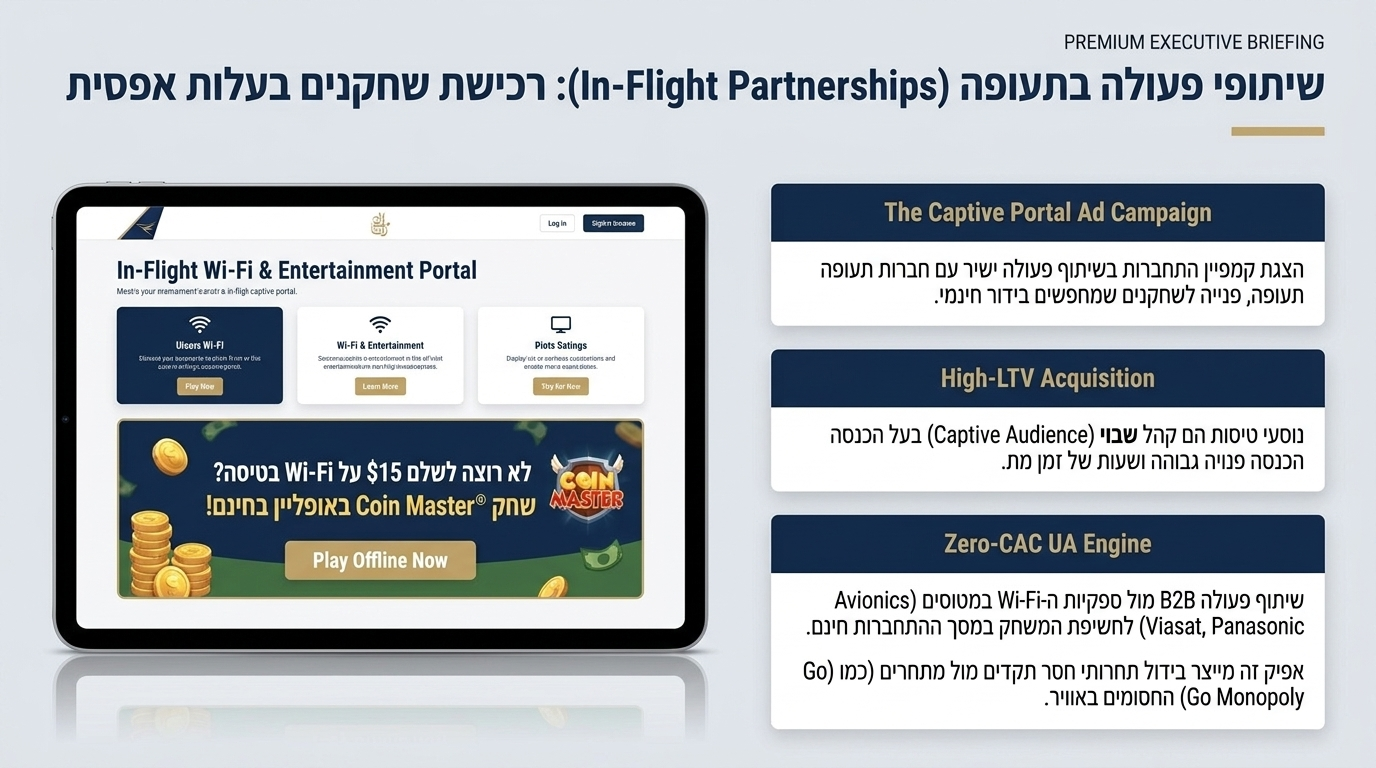 PREMIUM EXECUTIVE BRIEFING
שיתופי פעולה בתעופה (In-Flight Partnerships): רכישת שחקנים בעלות אפסית
Log in
In-Flight Wi-Fi & Entertainment Portal
captive portal.
Wi-Fi
Play Now
Wi-Fi & Entertainment
Learn More
Piots Satings
לא רוצה לשלם $15 על Wi-Fi בטיסה?
שחק Coin Master® באופליין בחינם!
COIN
MASTER
Play Offline Now
The Captive Portal Ad Campaign
הצגת קמפיין התחברות בשיתוף פעולה ישיר עם חברות תעופה
תעופה, פנייה לשחקנים שמחפשים בידור חינמי.
High-LTV Acquisition
נוסעי טיסות הם קהל שבוי (Captive Audience) בעל הכנסה
הכנסה פנויה גבוהה ושעות של זמן מת.
Zero-CAC UA Engine
שיתוף פעולה B2B מול ספקיות ה-Wi-Fi במטוסים (Avionics
Viasat, Panasonic) לחשיפת המשחק במסך ההתחברות חינם.
אפיק זה מייצר בידול תחרותי חסר תקדים מול מתחרים (כמו (Go
Go Monopoly) החסומים באוויר.